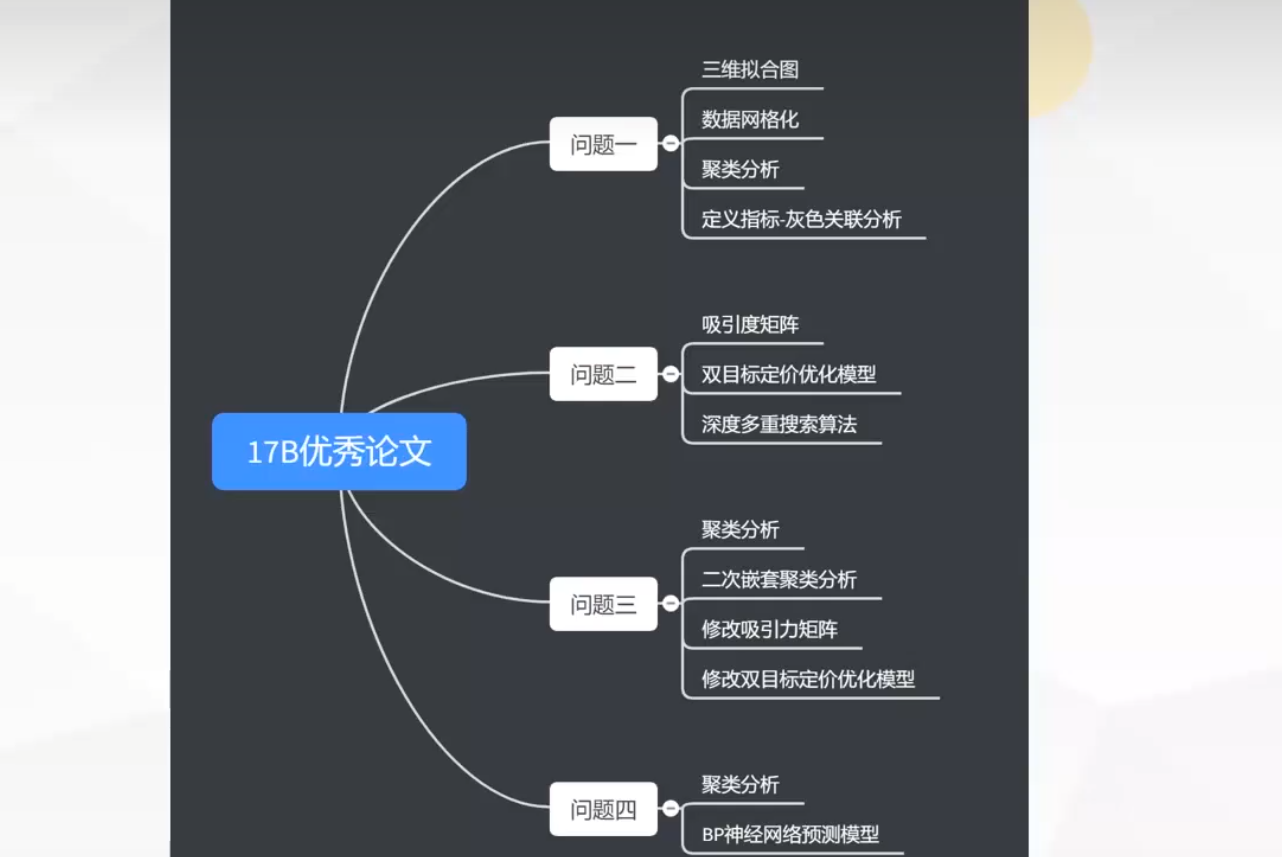 17B优秀论文
问题一
三维拟合图
数据网格化
聚类分析
定义指标-灰色关联分析
问题二
吸引度矩阵
双目标定价优化模型
深度多重搜索算法
问题三
聚类分析
二次嵌套聚类分析
修改吸引力矩阵
修改双目标定价优化模型
问题四
聚类分析
BP神经网络预测模型